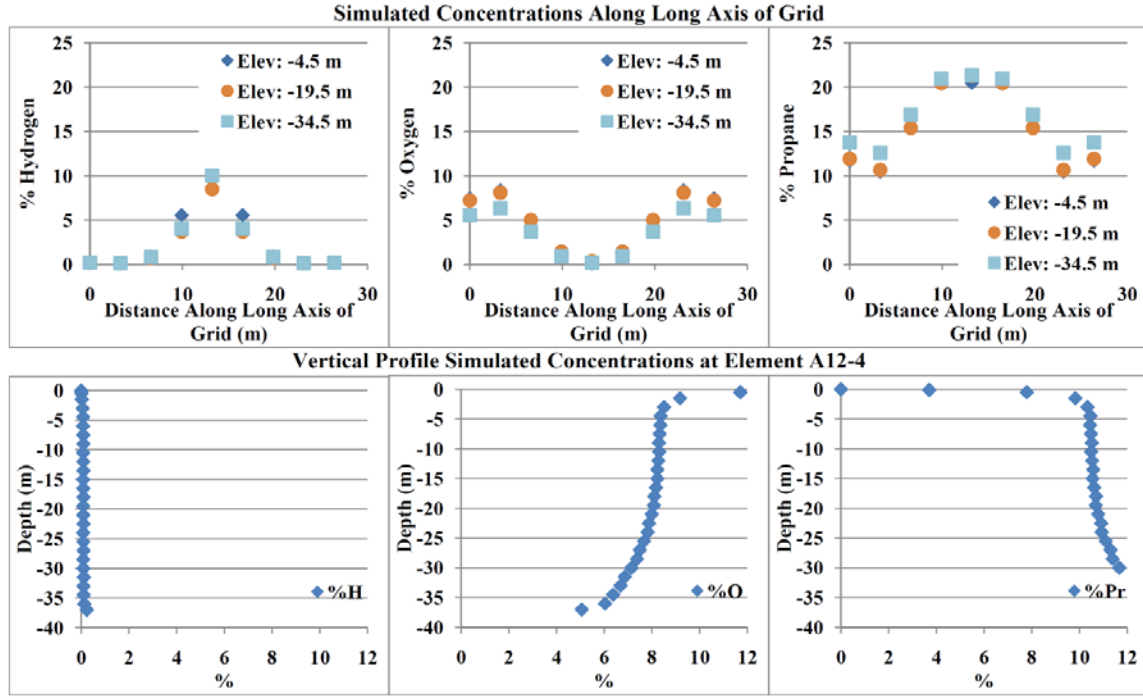 Simulated Concentrations Along Long Axis of Grid
% Hydrogen
25
20
15
10
5
0
0 10 20 30
Elev: -4.5 m
Elev: -19.5 m
Elev: -34.5 m
Distance Along Long Axis of
Grid (m)
% Oxygen
25
20
15
10
5
0
0 10 20 30
Elev: -4.5 m
Elev: -19.5 m
Elev: -34.5 m
Distance Along Long Axis of
Grid (m)
% Propane
25
20
15
10
5
0
0 10 20 30
Elev: -4.5 m
Elev: -19.5 m
Elev: -34.5 m
Distance Along Long Axis of
Grid (m)
Vertical Profile Simulated Concentrations at Element A12-4
Depth (m)
0
-5
-10
-15
-20
-25
-30
-35
-40
%H
0 2 4 6 8 10 12
%
Depth (m)
0
-5
-10
-15
-20
-25
-30
-35
-40
%O
0 2 4 6 8 10 12
%
Depth (m)
0
-5
-10
-15
-20
-25
-30
-35
-40
%Pr
0 2 4 6 8 10 12
%